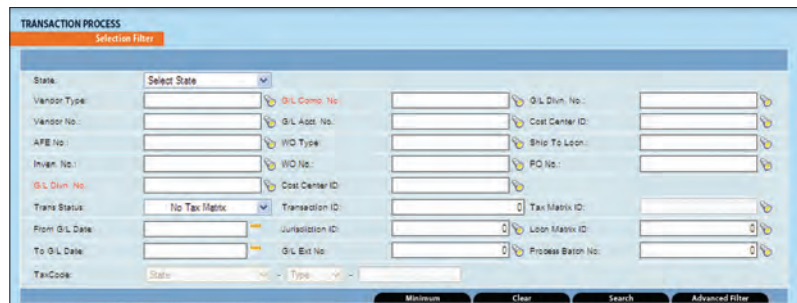 TRANSACTION PROCESS
Selection Filter
State: Select State
Vendor Type: G/L Comp. No. G/L Divn. No.:
Vendor No.: G/L Acct. No.: Cost Center ID:
AFE No.: WO Type: Ship To Locn.:
Inven. No.: WO No.: PO No.:
G/L Divn. No. Cost Center ID:
Trans Status: No Tax Matrix Transaction ID: 0 Tax Matrix ID:
From G/L Date: Jurisdiction ID: 0 Locn Matrix ID: 0
To G/L Date: G/L Ext No: 0 Process Batch No: 0
TaxCode: State - Type -
Minimum Clear Search Advanced Filter